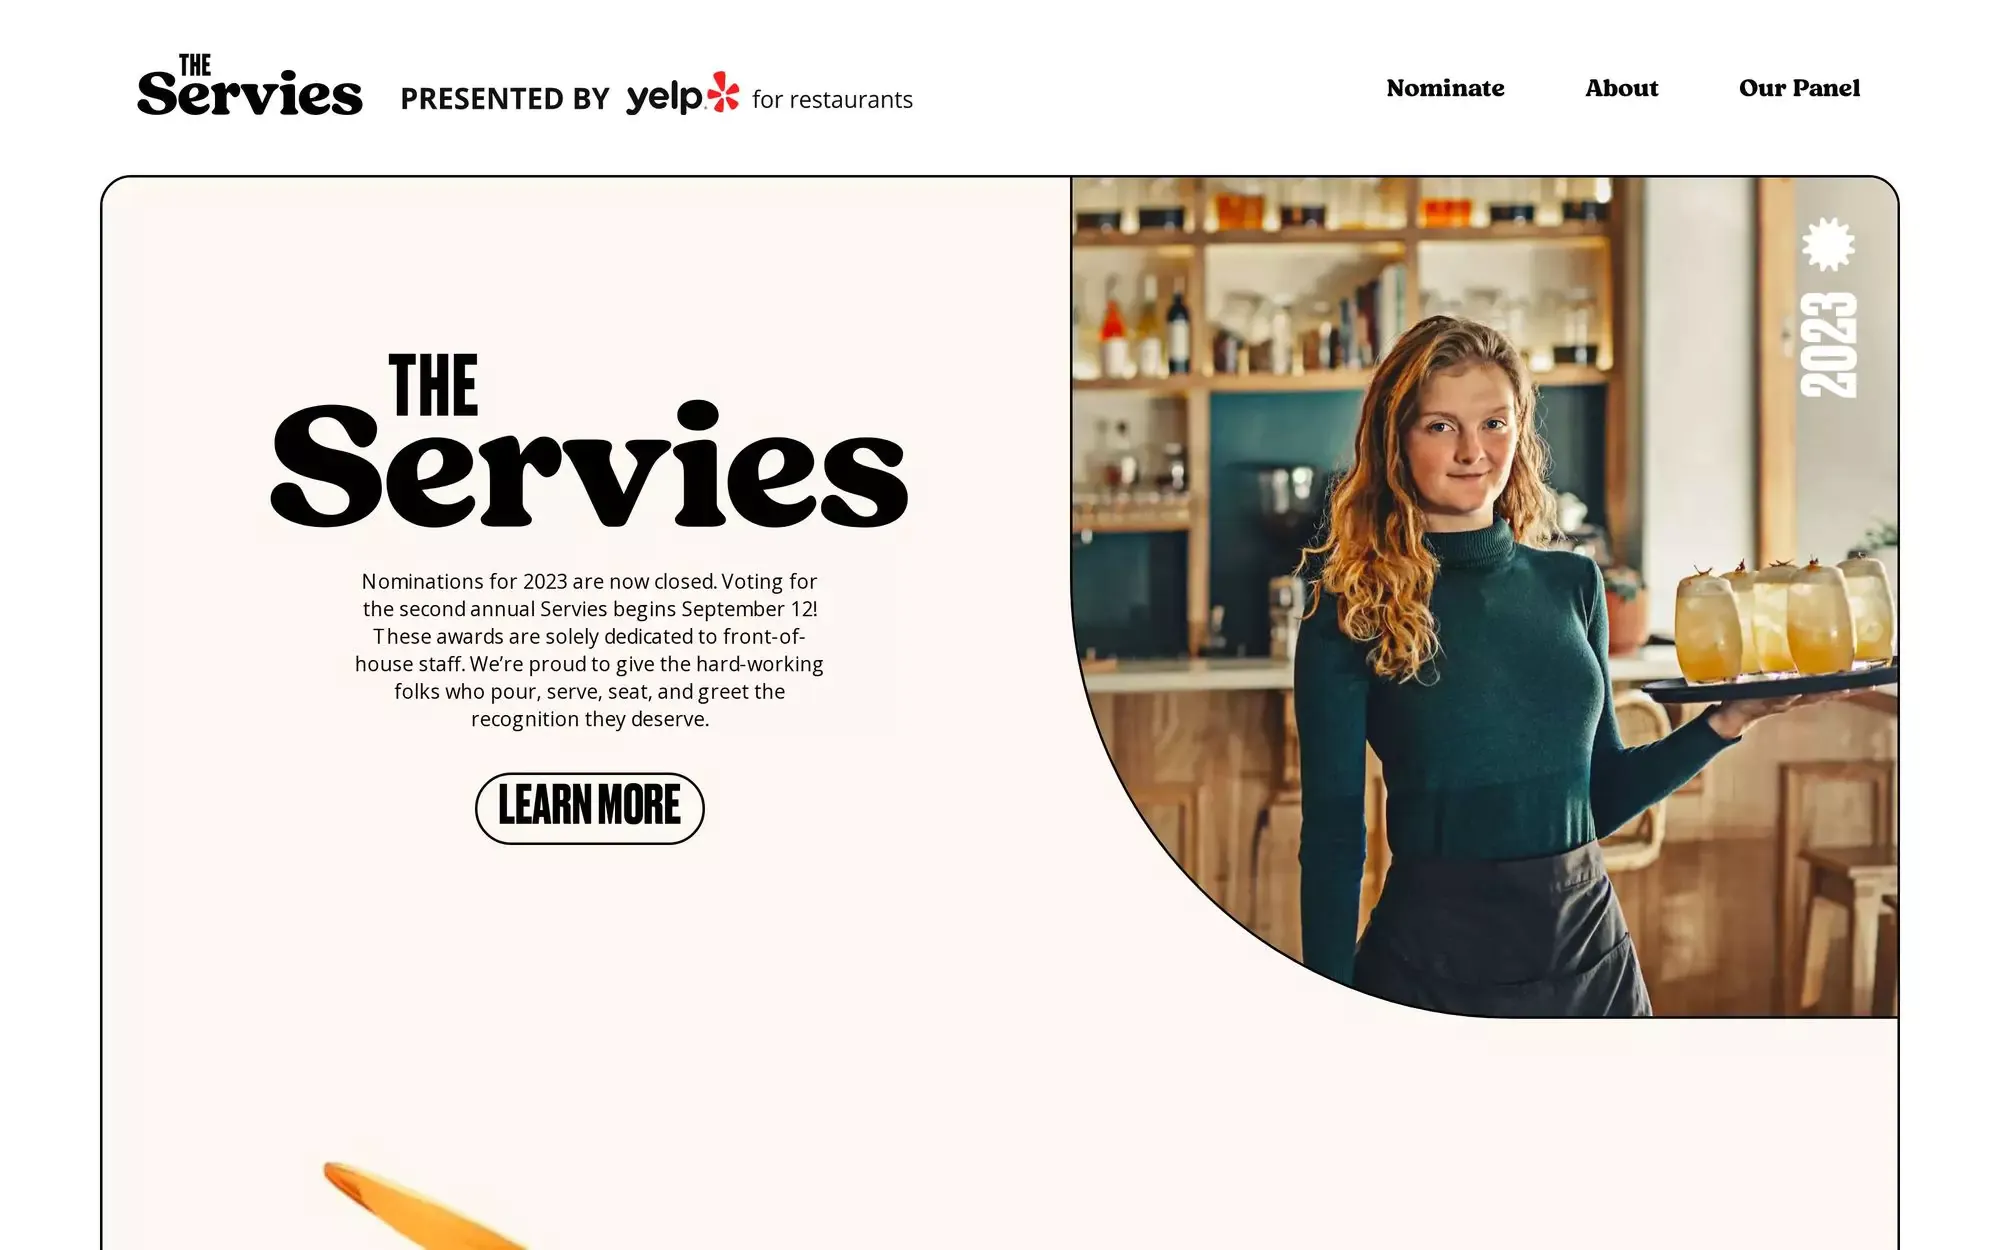 THE
Servies
PRESENTED BY yelp for restaurants
Nominate
About
Our Panel
2023
THE
Servies
Nominations for 2023 are now closed. Voting for
the second annual Servies begins September 12!
These awards are solely dedicated to front-of-
house staff. We’re proud to give the hard-working
folks who pour, serve, seat, and greet the
recognition they deserve.
LEARN MORE